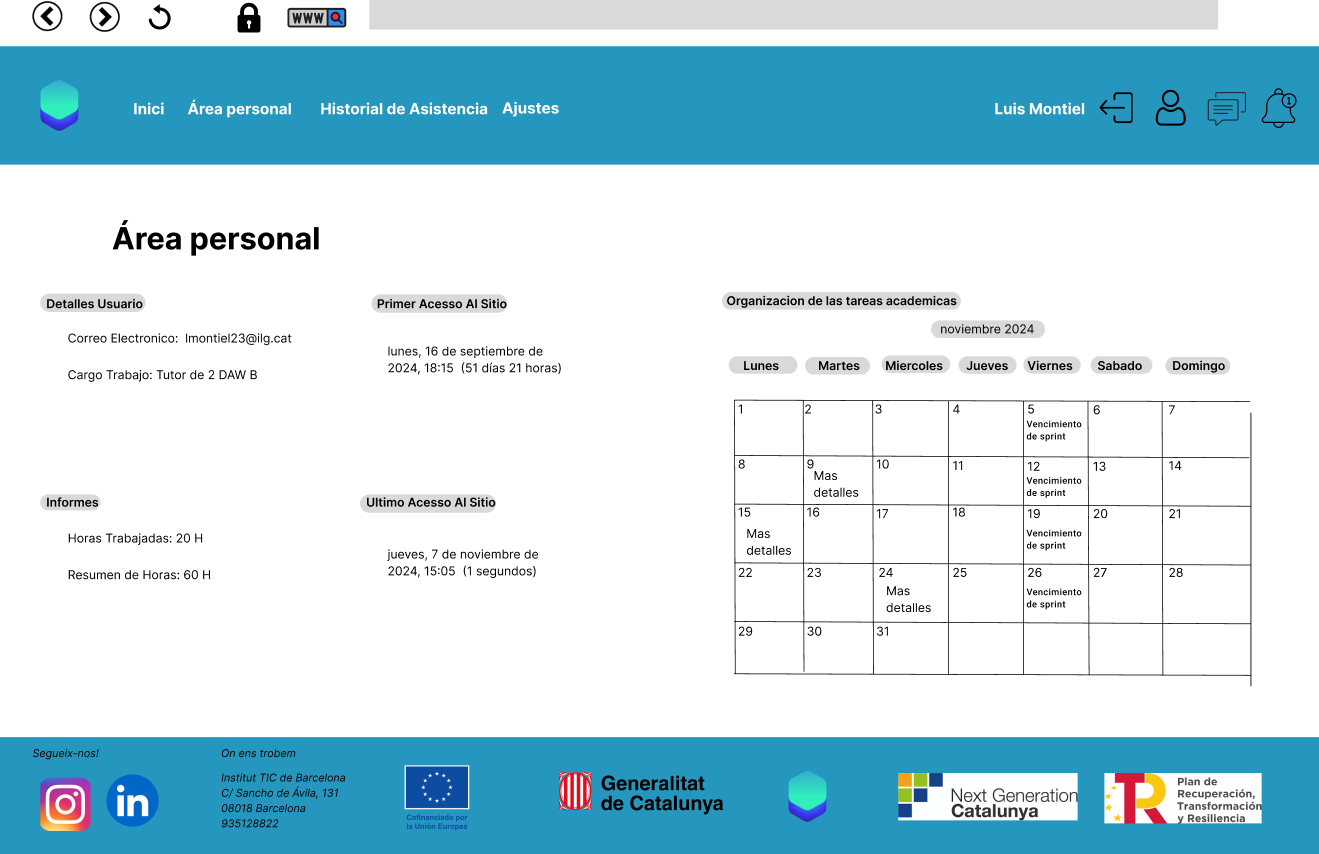 WWW
Inici Área personal Historial de Asistencia Ajustes
Luis Montiel
1
Área personal
Detalles Usuario
Correo Electronico: lmontiel23@ilg.cat
Cargo Trabajo: Tutor de 2 DAW B
Primer Acesso Al Sitio
lunes, 16 de septiembre de
2024, 18:15 (51 días 21 horas)
Informes
Horas Trabajadas: 20 H
Resumen de Horas: 60 H
Ultimo Acesso Al Sitio
jueves, 7 de noviembre de
2024, 15:05 (1 segundos)
Organizacion de las tareas academicas
noviembre 2024
Lunes Martes Miercoles Jueves Viernes Sabado Domingo
1 2 3 4 5 6 7
Vencimiento
de sprint
8 9 10 11 12 13 14
Mas
detalles
Vencimiento
de sprint
15 16 17 18 19 20 21
Mas
detalles
Vencimiento
de sprint
22 23 24 25 26 27 28
Mas
detalles
Vencimiento
de sprint
29 30 31
Segueix-nos!
in
On ens trobem
Institut TIC de Barcelona
C/ Sancho de Ávila, 131
08018 Barcelona
935128822
Cofinanciado por
la Unión Europea
Generalitat
de Catalunya
Next Generation
Catalunya
Plan de
Recuperación,
Transformación
y Resiliencia